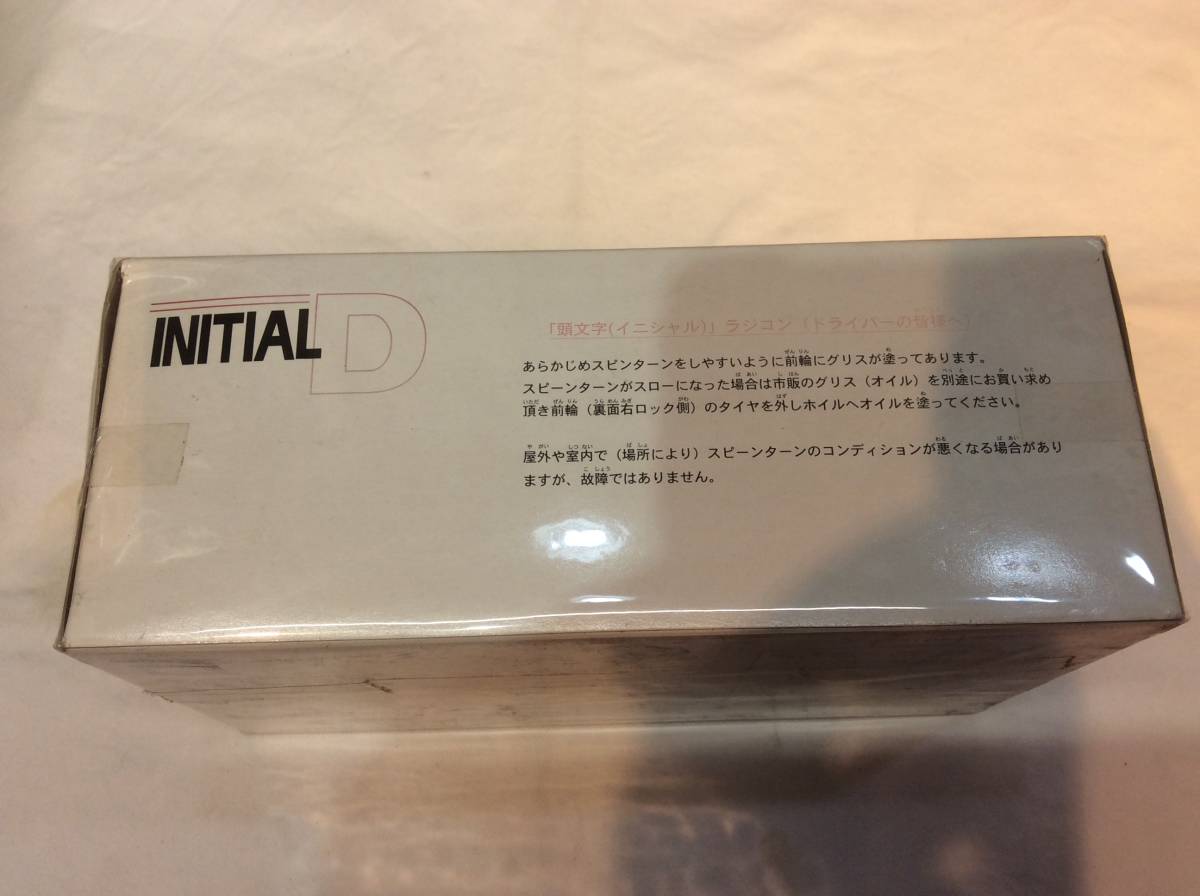 INITIAL D
「頭文字(イニシャル)」ラジコン（ドライバーの皆様へ）
あらかじめスピンターンをしやすいように前輪にグリスが塗ってあります。
スピーンターンがスローになった場合は市販のグリス（オイル）を別途にお買い求め
頂き前輪（裏面右ロック側）のタイヤを外しホイルへオイルを塗ってください。
屋外や室内で（場所により）スピーンターンのコンディションが悪くなる場合があり
ますが、故障ではありません。